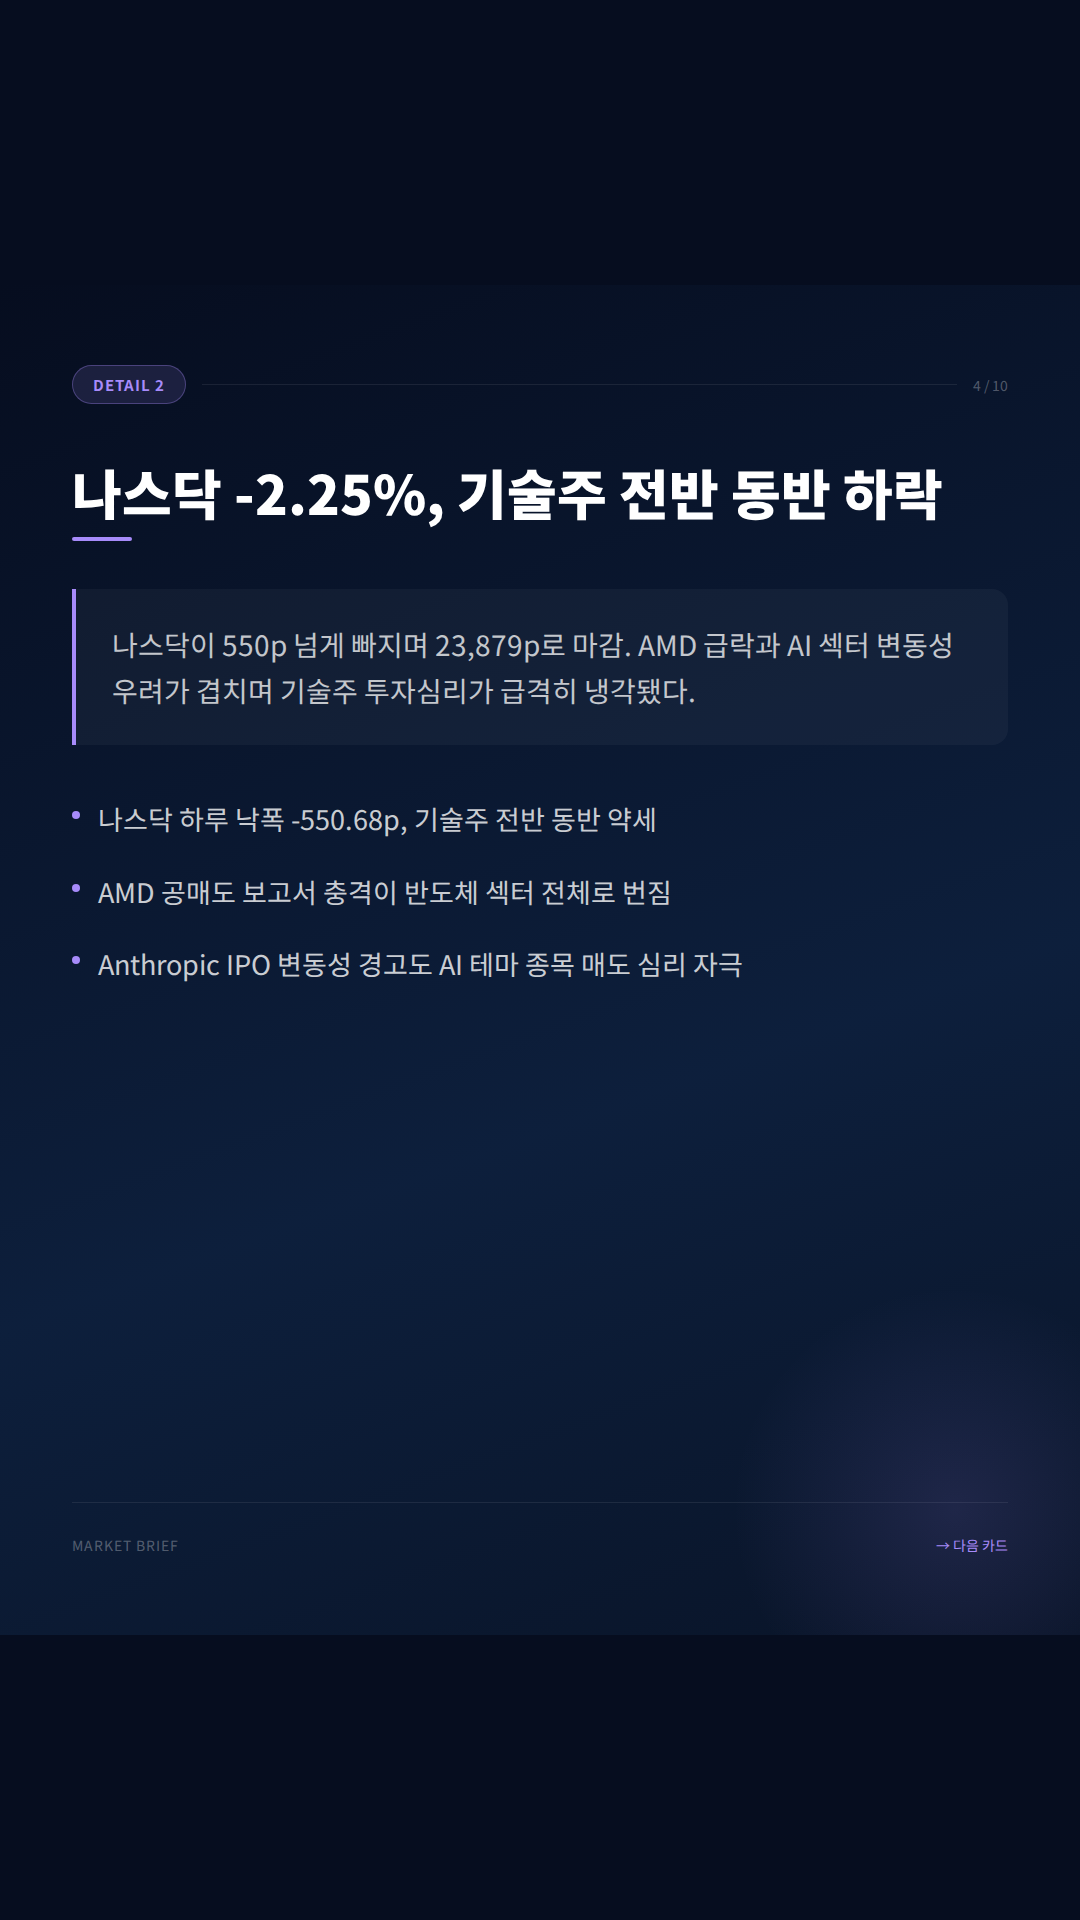 DETAIL 2
4 / 10
나스닥 -2.25%, 기술주 전반 동반 하락
나스닥이 550p 넘게 빠지며 23,879p로 마감. AMD 급락과 AI 섹터 변동성
우려가 겹치며 기술주 투자심리가 급격히 냉각됐다.
나스닥 하루 낙폭 -550.68p, 기술주 전반 동반 약세
AMD 공매도 보고서 충격이 반도체 섹터 전체로 번짐
Anthropic IPO 변동성 경고도 AI 테마 종목 매도 심리 자극
MARKET BRIEF
→ 다음 카드